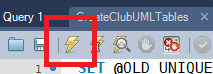 Query 1
CreateClubUMLTables
1
SET @OLD_UNIQUE